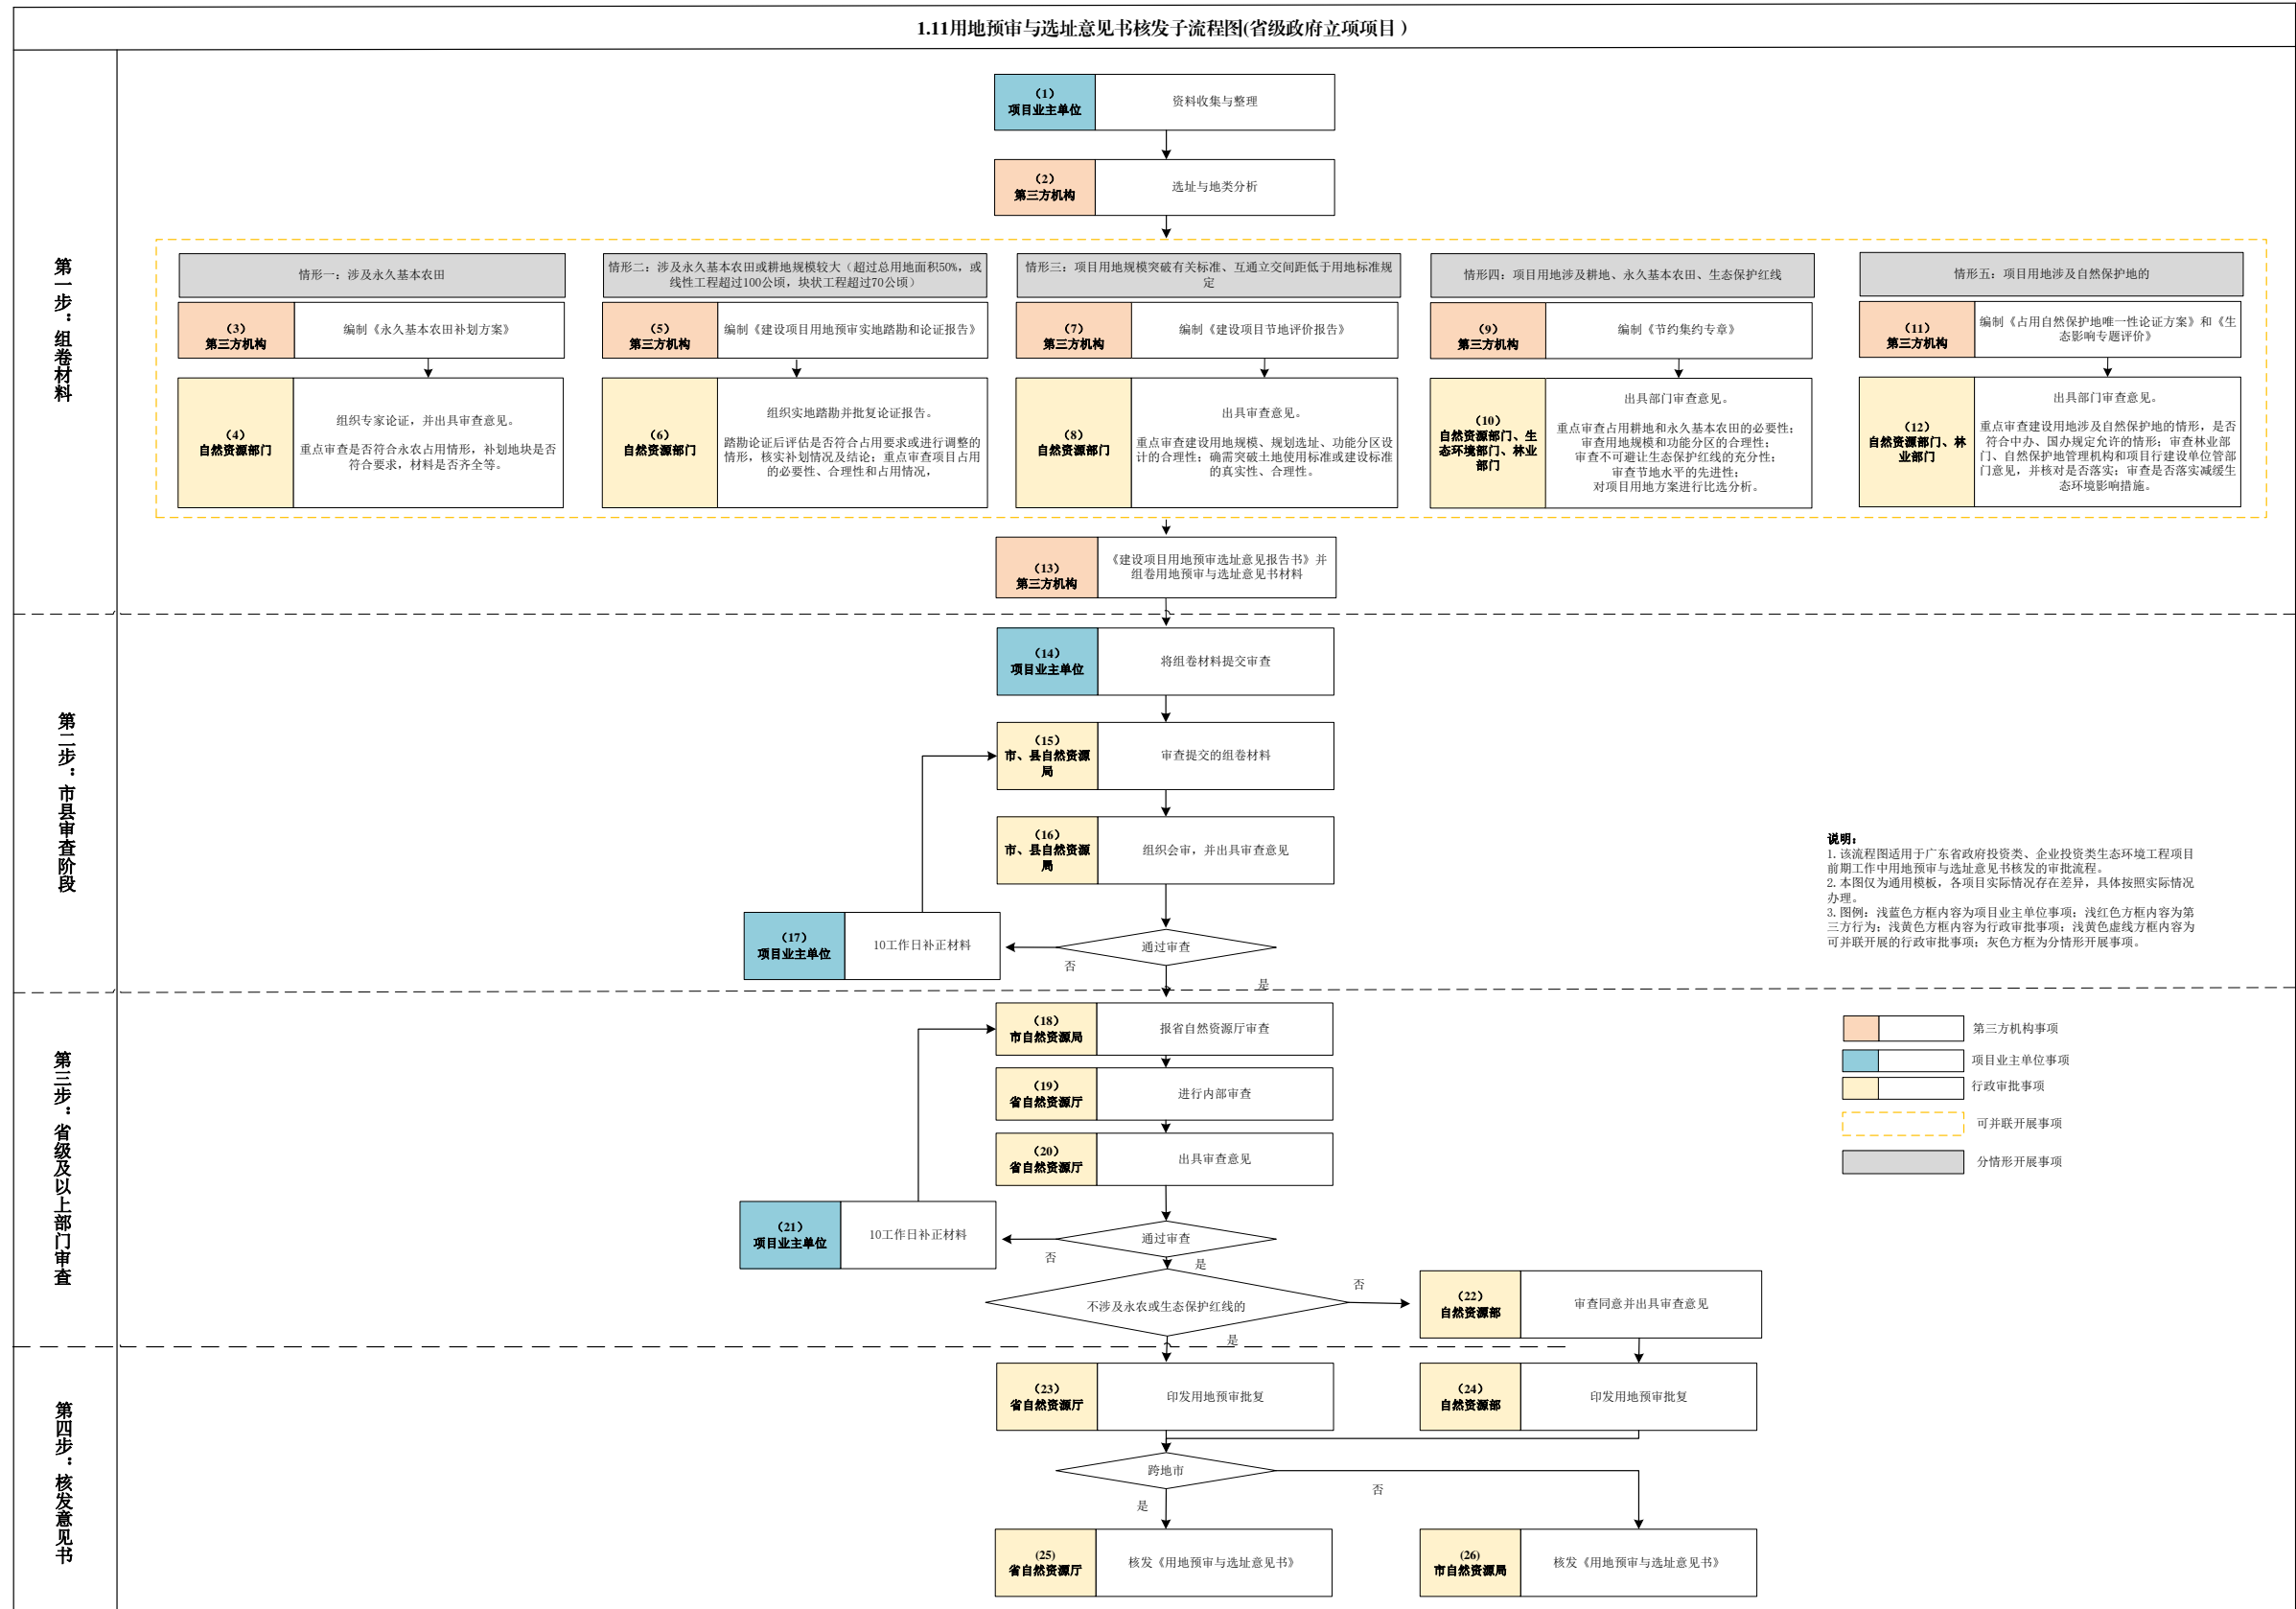 1.11用地预审与选址意见书核发子流程图(省级政府立项项目）
第一步：组卷材料
（1）
项目业主单位
资料收集与整理
（2）
第三方机构
选址与地类分析
情形一：涉及永久基本农田
（3）
第三方机构
编制《永久基本农田补划方案》
（4）
自然资源部门
组织专家论证，并出具审查意见。
重点审查是否符合永农占用情形，补划地块是否
符合要求，材料是否齐全等。
情形二：涉及永久基本农田或耕地规模较大（超过总用地面积50%，或
线性工程超过100公顷，块状工程超过70公顷）
（5）
第三方机构
编制《建设项目用地预审实地踏勘和论证报告》
（6）
自然资源部门
组织实地踏勘并批复论证报告。
踏勘论证后评估是否符合占用要求或进行调整的
情形，核实补划情况及结论；重点审查项目占用
的必要性、合理性和占用情况，
情形三：项目用地规模突破有关标准、互通立交间距低于用地标准规
定
（7）
第三方机构
编制《建设项目节地评价报告》
（8）
自然资源部门
出具审查意见。
重点审查建设用地规模、规划选址、功能分区设
计的合理性；确需突破土地使用标准或建设标准
的真实性、合理性。
情形四：项目用地涉及耕地、永久基本农田、生态保护红线
（9）
第三方机构
编制《节约集约专章》
（10）
自然资源部门、生
态环境部门、林业
部门
出具部门审查意见。
重点审查占用耕地和永久基本农田的必要性；
审查用地规模和功能分区的合理性；
审查不可避让生态保护红线的充分性；
审查节地水平的先进性；
对项目用地方案进行比选分析。
情形五：项目用地涉及自然保护地的
（11）
第三方机构
编制《占用自然保护地唯一性论证方案》和《生
态影响专题评价》
（12）
自然资源部门、林
业部门
出具部门审查意见。
重点审查建设用地涉及自然保护地的情形，是否
符合中办、国办规定允许的情形；审查林业部
门、自然保护地管理机构和项目行建设单位管部
门意见，并核对是否落实；审查是否落实减缓生
态环境影响措施。
（13）
第三方机构
《建设项目用地预审选址意见报告书》并
组卷用地预审与选址意见书材料
第二步：市县审查阶段
（14）
项目业主单位
将组卷材料提交审查
（15）
市、县自然资源
局
审查提交的组卷材料
（16）
市、县自然资源
局
组织会审，并出具审查意见
（17）
项目业主单位
10工作日补正材料
通过审查
否
是
说明：
1.该流程图适用于广东省政府投资类、企业投资类生态环境工程项目
前期工作中用地预审与选址意见书核发的审批流程。
2.本图仅为通用模板，各项目实际情况存在差异，具体按照实际情况
办理。
3.图例：浅蓝色方框内容为项目业主单位事项；浅红色方框内容为第
三方行为；浅黄色方框内容为行政审批事项；浅黄色虚线方框内容为
可并联开展的行政审批事项；灰色方框为分情形开展事项。
第三步：省级及以上部门审查
（18）
市自然资源局
报省自然资源厅审查
（19）
省自然资源厅
进行内部审查
（20）
省自然资源厅
出具审查意见
（21）
项目业主单位
10工作日补正材料
通过审查
否
是
不涉及永农或生态保护红线的
否
是
（22）
自然资源部
审查同意并出具审查意见
第三方机构事项
项目业主单位事项
行政审批事项
可并联开展事项
分情形开展事项
第四步：核发意见书
（23）
省自然资源厅
印发用地预审批复
（24）
自然资源部
印发用地预审批复
跨地市
是
否
(25)
省自然资源厅
核发《用地预审与选址意见书》
(26)
市自然资源局
核发《用地预审与选址意见书》